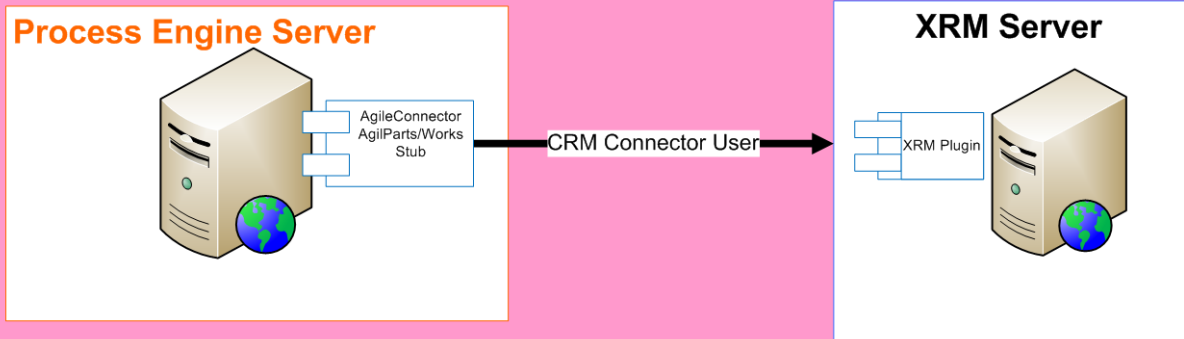 Process Engine Server
XRM Server
AgileConnector
AgilParts/Works
Stub
CRM Connector User
XRM Plugin